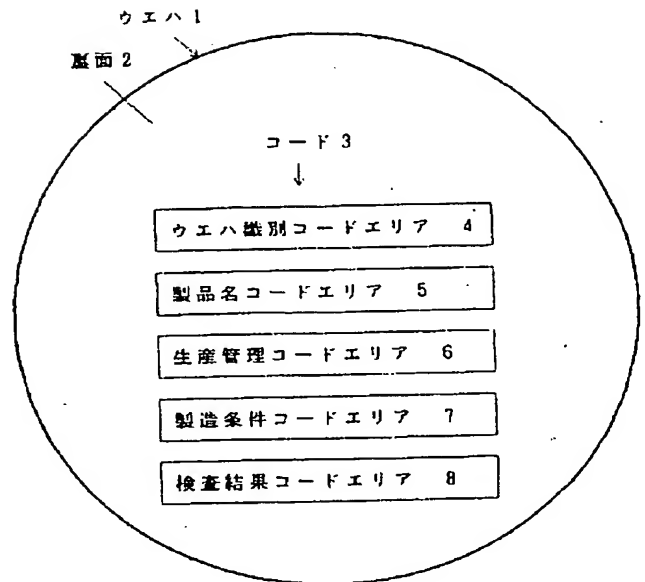 ウエハ1
裏面2
コード3
ウエハ識別コードエリア 4
製品名コードエリア 5
生産管理コードエリア 6
製造条件コードエリア 7
検査結果コードエリア 8